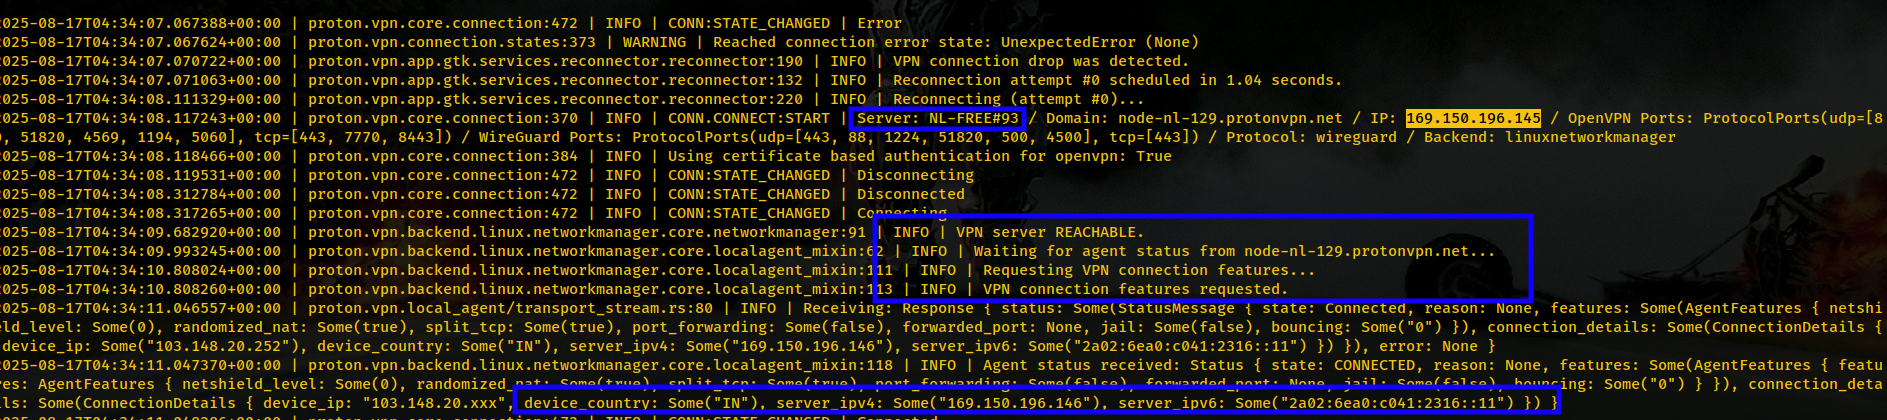 2025-08-17T04:34:07.067388+00:00 | proton.vpn.core.connection:472 | INFO | CONN:STATE_CHANGED | Error
2025-08-17T04:34:07.067624+00:00 | proton.vpn.connection.states:373 | WARNING | Reached connection error state: UnexpectedError (None)
2025-08-17T04:34:07.070722+00:00 | proton.vpn.app.gtk.services.reconnector.reconnector:190 | INFO | VPN connection drop was detected.
2025-08-17T04:34:07.071063+00:00 | proton.vpn.app.gtk.services.reconnector.reconnector:132 | INFO | Reconnection attempt #0 scheduled in 1.04 seconds.
2025-08-17T04:34:08.111329+00:00 | proton.vpn.app.gtk.services.reconnector.reconnector:220 | INFO | Reconnecting (attempt #0)...
2025-08-17T04:34:08.117243+00:00 | proton.vpn.core.connection:370 | INFO | CONN.CONNECT:START | Server: NL-FREE#93 / Domain: node-nl-129.protonvpn.net / IP: 169.150.196.145 / OpenVPN Ports: ProtocolPorts(udp=[8
0, 51820, 4569, 1194, 5060], tcp=[443, 7770, 8443]) / WireGuard Ports: ProtocolPorts(udp=[443, 88, 1224, 51820, 500, 4500], tcp=[443]) / Protocol: wireguard / Backend: linuxnetworkmanager
2025-08-17T04:34:08.118466+00:00 | proton.vpn.core.connection:384 | INFO | Using certificate based authentication for openvpn: True
2025-08-17T04:34:08.119531+00:00 | proton.vpn.core.connection:472 | INFO | CONN:STATE_CHANGED | Disconnecting
2025-08-17T04:34:08.312784+00:00 | proton.vpn.core.connection:472 | INFO | CONN:STATE_CHANGED | Disconnected
2025-08-17T04:34:08.317265+00:00 | proton.vpn.core.connection:472 | INFO | CONN:STATE_CHANGED | Connecting
2025-08-17T04:34:09.682920+00:00 | proton.vpn.backend.linux.networkmanager.core.networkmanager:91 | INFO | VPN server REACHABLE.
2025-08-17T04:34:09.993245+00:00 | proton.vpn.backend.linux.networkmanager.core.localagent_mixin:62 | INFO | Waiting for agent status from node-nl-129.protonvpn.net...
2025-08-17T04:34:10.808024+00:00 | proton.vpn.backend.linux.networkmanager.core.localagent_mixin:111 | INFO | Requesting VPN connection features...
2025-08-17T04:34:10.808260+00:00 | proton.vpn.backend.linux.networkmanager.core.localagent_mixin:113 | INFO | VPN connection features requested.
2025-08-17T04:34:11.046557+00:00 | proton.vpn.local_agent/transport_stream.rs:80 | INFO | Receiving: Response { status: Some(StatusMessage { state: Connected, reason: None, features: Some(AgentFeatures { netshi
eld_level: Some(0), randomized_nat: Some(true), split_tcp: Some(true), port_forwarding: Some(false), forwarded_port: None, jail: Some(false), bouncing: Some("0") }), connection_details: Some(ConnectionDetails {
device_ip: Some("103.148.20.252"), device_country: Some("IN"), server_ipv4: Some("169.150.196.146"), server_ipv6: Some("2a02:6ea0:c041:2316::11") }) }), error: None }
2025-08-17T04:34:11.047370+00:00 | proton.vpn.backend.linux.networkmanager.core.localagent_mixin:118 | INFO | Agent status received: Status { state: CONNECTED, reason: None, features: Some(AgentFeatures { featu
res: AgentFeatures { netshield_level: Some(0), randomized_nat: Some(true), split_tcp: Some(true), port_forwarding: Some(false), forwarded_port: None, jail: Some(false), bouncing: Some("0") } }), connection_deta
ils: Some(ConnectionDetails { device_ip: "103.148.20.xxx", device_country: Some("IN"), server_ipv4: Some("169.150.196.146"), server_ipv6: Some("2a02:6ea0:c041:2316::11") }) }